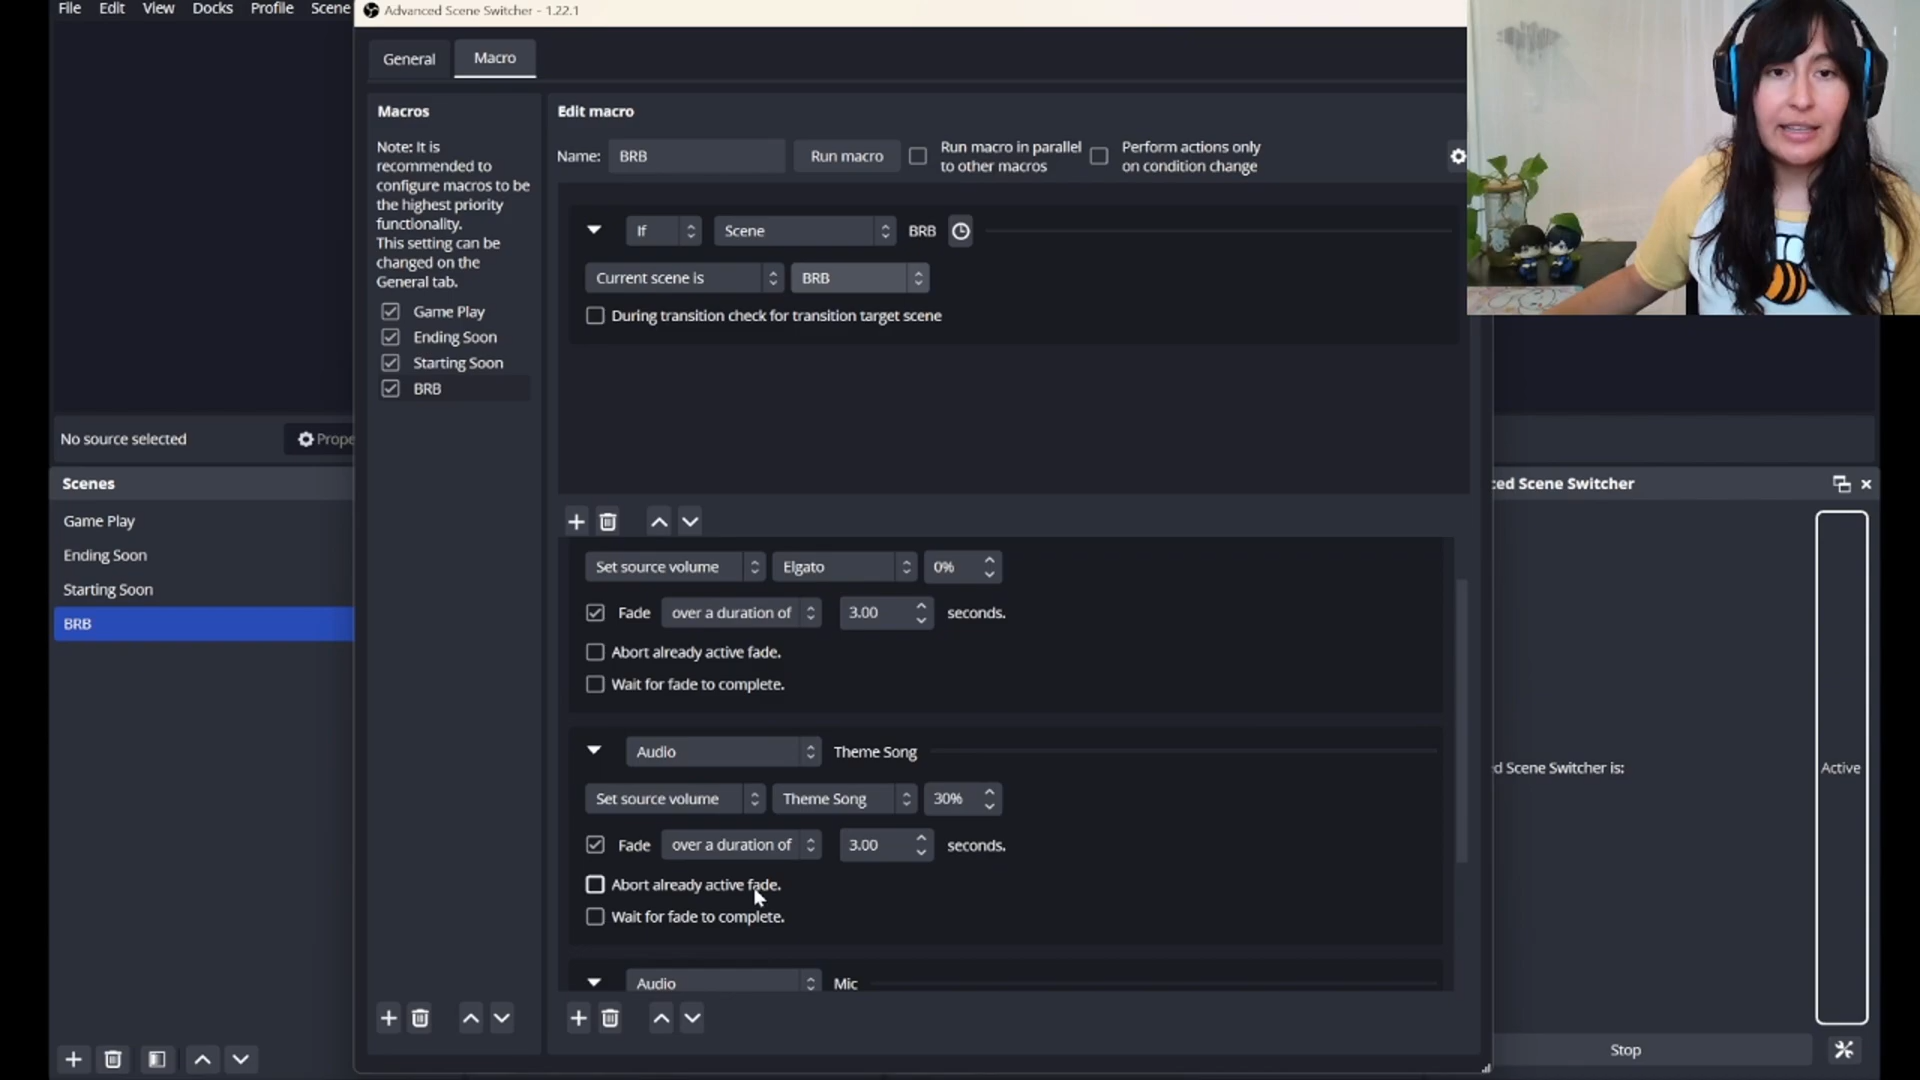 File Edit View Docks Profile Scene
Advanced Scene Switcher - 1.22.1
General Macro
Macros
Note: It is
recommended to
configure macros to be
the highest priority
functionality.
This setting can be
changed on the
General tab.
Game Play
Ending Soon
Starting Soon
BRB
Edit macro
Name: BRB Run macro
Run macro in parallel
to other macros
Perform actions only
on condition change
If Scene BRB
Current scene is BRB
During transition check for transition target scene
Set source volume Elgato 0%
Fade over a duration of 3.00 seconds.
Abort already active fade.
Wait for fade to complete.
Audio Theme Song
Set source volume Theme Song 30%
Fade over a duration of 3.00 seconds.
Abort already active fade.
Wait for fade to complete.
Audio Mic
No source selected Prope
Scenes
Game Play
Ending Soon
Starting Soon
BRB
ced Scene Switcher
d Scene Switcher is: Active
Stop